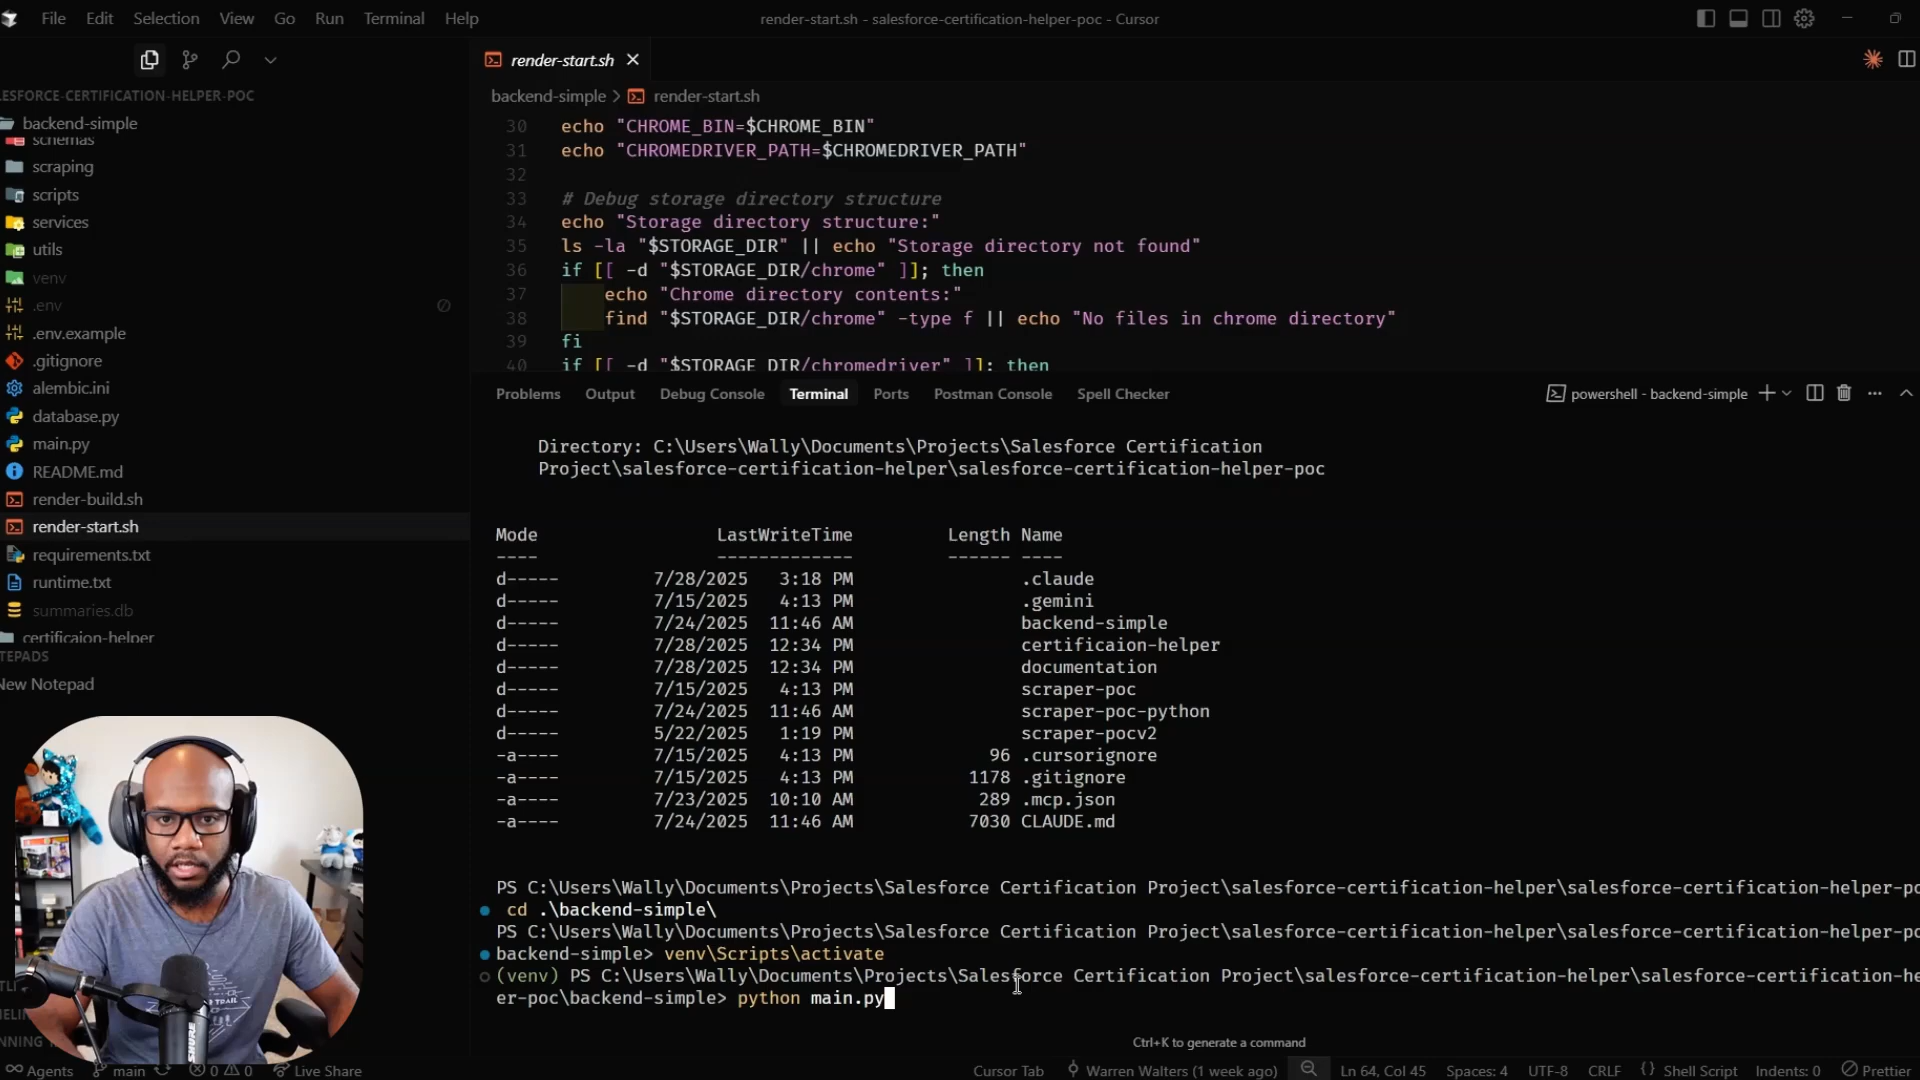 File Edit Selection View Go Run Terminal Help
render-start.sh - salesforce-certification-helper-poc - Cursor
render-start.sh
ESFORCE-CERTIFICATION-HELPER-POC
backend-simple
schemas
scraping
scripts
services
utils
venv
.env
.env.example
.gitignore
alembic.ini
database.py
main.py
README.md
render-build.sh
render-start.sh
requirements.txt
runtime.txt
summaries.db
certificaion-helper
TEPADS
New Notepad
backend-simple > render-start.sh
30 echo "CHROME_BIN=$CHROME_BIN"
31 echo "CHROMEDRIVER_PATH=$CHROMEDRIVER_PATH"
32
33 # Debug storage directory structure
34 echo "Storage directory structure:"
35 ls -la "$STORAGE_DIR" || echo "Storage directory not found"
36 if [[ -d "$STORAGE_DIR/chrome" ]]; then
37 echo "Chrome directory contents:"
38 find "$STORAGE_DIR/chrome" -type f || echo "No files in chrome directory"
39 fi
40 if [[ -d "$STORAGE_DIR/chromedriver" ]]; then
Problems Output Debug Console Terminal Ports Postman Console Spell Checker
powershell - backend-simple
Directory: C:\Users\Wally\Documents\Projects\Salesforce Certification
Project\salesforce-certification-helper\salesforce-certification-helper-poc
Mode LastWriteTime Length Name
---- ------------- ------ ----
d----- 7/28/2025 3:18 PM .claude
d----- 7/15/2025 4:13 PM .gemini
d----- 7/24/2025 11:46 AM backend-simple
d----- 7/28/2025 12:34 PM certificaion-helper
d----- 7/28/2025 12:34 PM documentation
d----- 7/15/2025 4:13 PM scraper-poc
d----- 7/24/2025 11:46 AM scraper-poc-python
d----- 5/22/2025 1:19 PM scraper-pocv2
-a---- 7/15/2025 4:13 PM 96 .cursorignore
-a---- 7/15/2025 4:13 PM 1178 .gitignore
-a---- 7/23/2025 10:10 AM 289 .mcp.json
-a---- 7/24/2025 11:46 AM 7030 CLAUDE.md
PS C:\Users\Wally\Documents\Projects\Salesforce Certification Project\salesforce-certification-helper\salesforce-certification-helper-po
cd .\backend-simple\
PS C:\Users\Wally\Documents\Projects\Salesforce Certification Project\salesforce-certification-helper\salesforce-certification-helper-po
backend-simple> venv\Scripts\activate
(venv) PS C:\Users\Wally\Documents\Projects\Salesforce Certification Project\salesforce-certification-helper\salesforce-certification-he
er-poc\backend-simple> python main.py
Ctrl+K to generate a command
Agents main 0 0 Live Share
Cursor Tab Warren Walters (1 week ago) Ln 64, Col 45 Spaces: 4 UTF-8 CRLF Shell Script Indents: 0 Prettier
SHURE